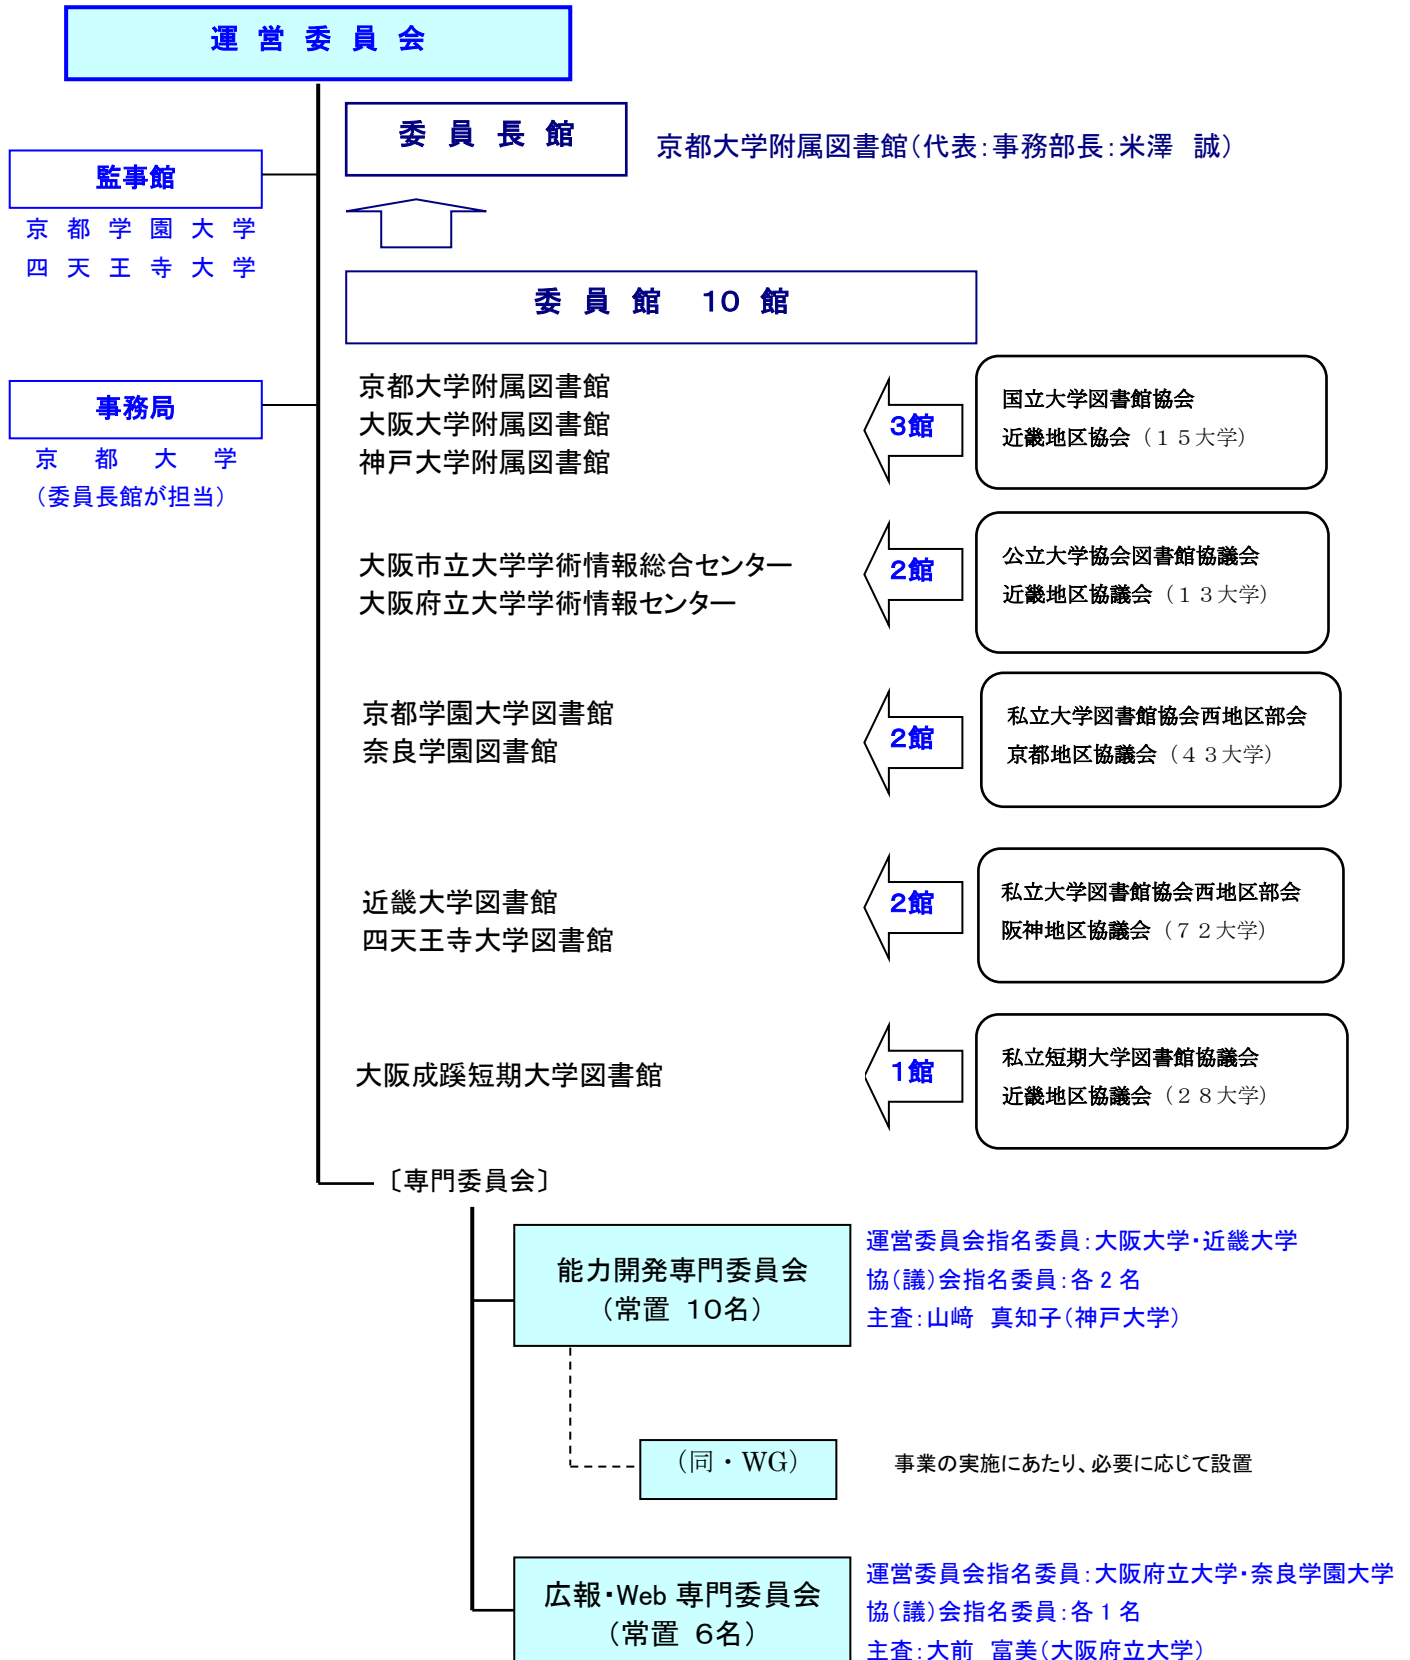 運営委員会
委員長館
京都大学附属図書館(代表:事務部長:米澤 誠)
監事館
京都学園大学
四天王寺大学
委員館 10館
事務局
京都大学
(委員長館が担当)
京都大学附属図書館
大阪大学附属図書館
神戸大学附属図書館
3館
国立大学図書館協会
近畿地区協会(15大学)
大阪市立大学学術情報総合センター
大阪府立大学学術情報センター
2館
公立大学協会図書館協議会
近畿地区協議会(13大学)
京都学園大学図書館
奈良学園図書館
2館
私立大学図書館協会西地区部会
京都地区協議会(43大学)
近畿大学図書館
四天王寺大学図書館
2館
私立大学図書館協会西地区部会
阪神地区協議会(72大学)
大阪成蹊短期大学図書館
1館
私立短期大学図書館協議会
近畿地区協議会(28大学)
〔専門委員会〕
能力開発専門委員会
(常置 10名)
運営委員会指名委員:大阪大学・近畿大学
協(議)会指名委員:各2名
主査:山﨑 真知子(神戸大学)
(同・WG)
事業の実施にあたり、必要に応じて設置
広報・Web 専門委員会
(常置 6名)
運営委員会指名委員:大阪府立大学・奈良学園大学
協(議)会指名委員:各1名
主査:大前 富美(大阪府立大学)